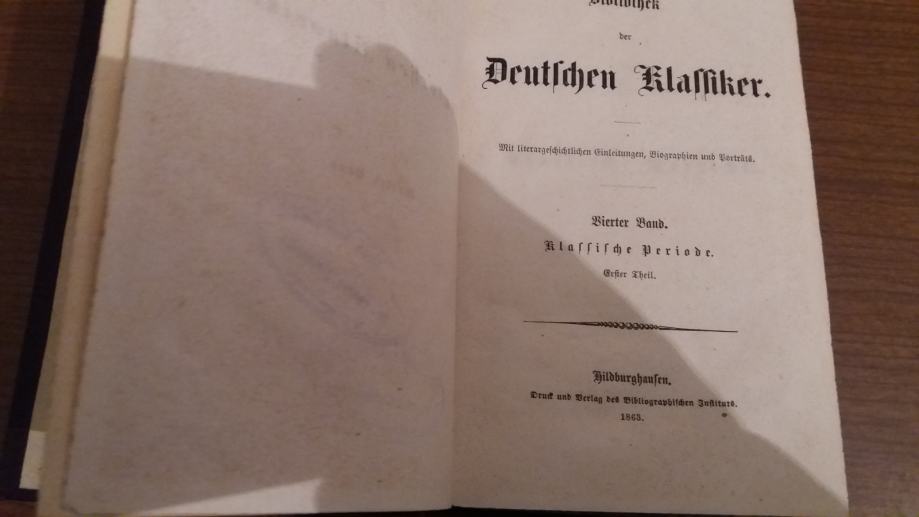 Bibliothek
der
Deutſchen Klaſſiker.
Mit literargeſchichtlichen Einleitungen, Biographien und Porträts.
Vierter Band.
Klaſſiſche Periode.
Erſter Theil.
Hildburghauſen.
Druck und Verlag des Bibliographiſchen Inſtituts.
1863.